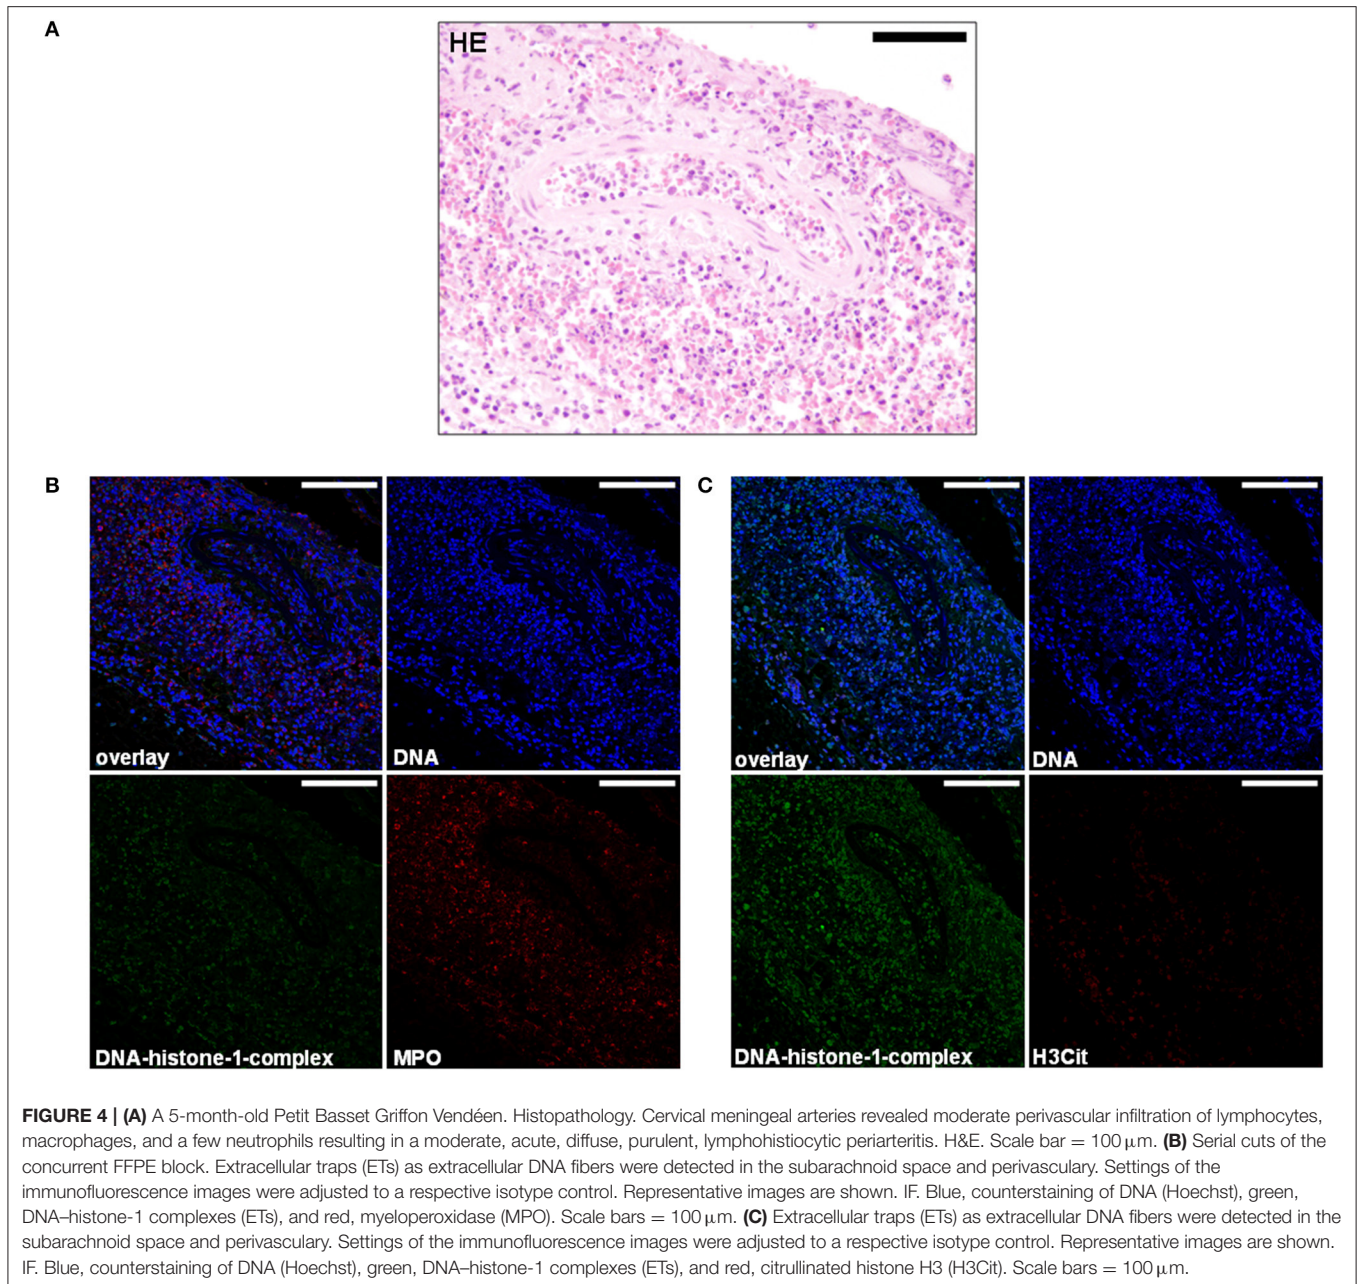 A
HE
B
C
overlay
DNA
overlay
DNA
DNA-histone-1-complex
MPO
DNA-histone-1-complex
H3Cit
FIGURE 4 | (A) A 5-month-old Petit Basset Griffon Vendéen. Histopathology. Cervical meningeal arteries revealed moderate perivascular infiltration of lymphocytes,
macrophages, and a few neutrophils resulting in a moderate, acute, diffuse, purulent, lymphohistiocytic periarteritis. H&E. Scale bar = 100 μm. (B) Serial cuts of the
concurrent FFPE block. Extracellular traps (ETs) as extracellular DNA fibers were detected in the subarachnoid space and perivasculary. Settings of the
immunofluorescence images were adjusted to a respective isotype control. Representative images are shown. IF. Blue, counterstaining of DNA (Hoechst), green,
DNA–histone-1 complexes (ETs), and red, myeloperoxidase (MPO). Scale bars = 100 μm. (C) Extracellular traps (ETs) as extracellular DNA fibers were detected in the
subarachnoid space and perivasculary. Settings of the immunofluorescence images were adjusted to a respective isotype control. Representative images are shown.
IF. Blue, counterstaining of DNA (Hoechst), green, DNA–histone-1 complexes (ETs), and red, citrullinated histone H3 (H3Cit). Scale bars = 100 μm.